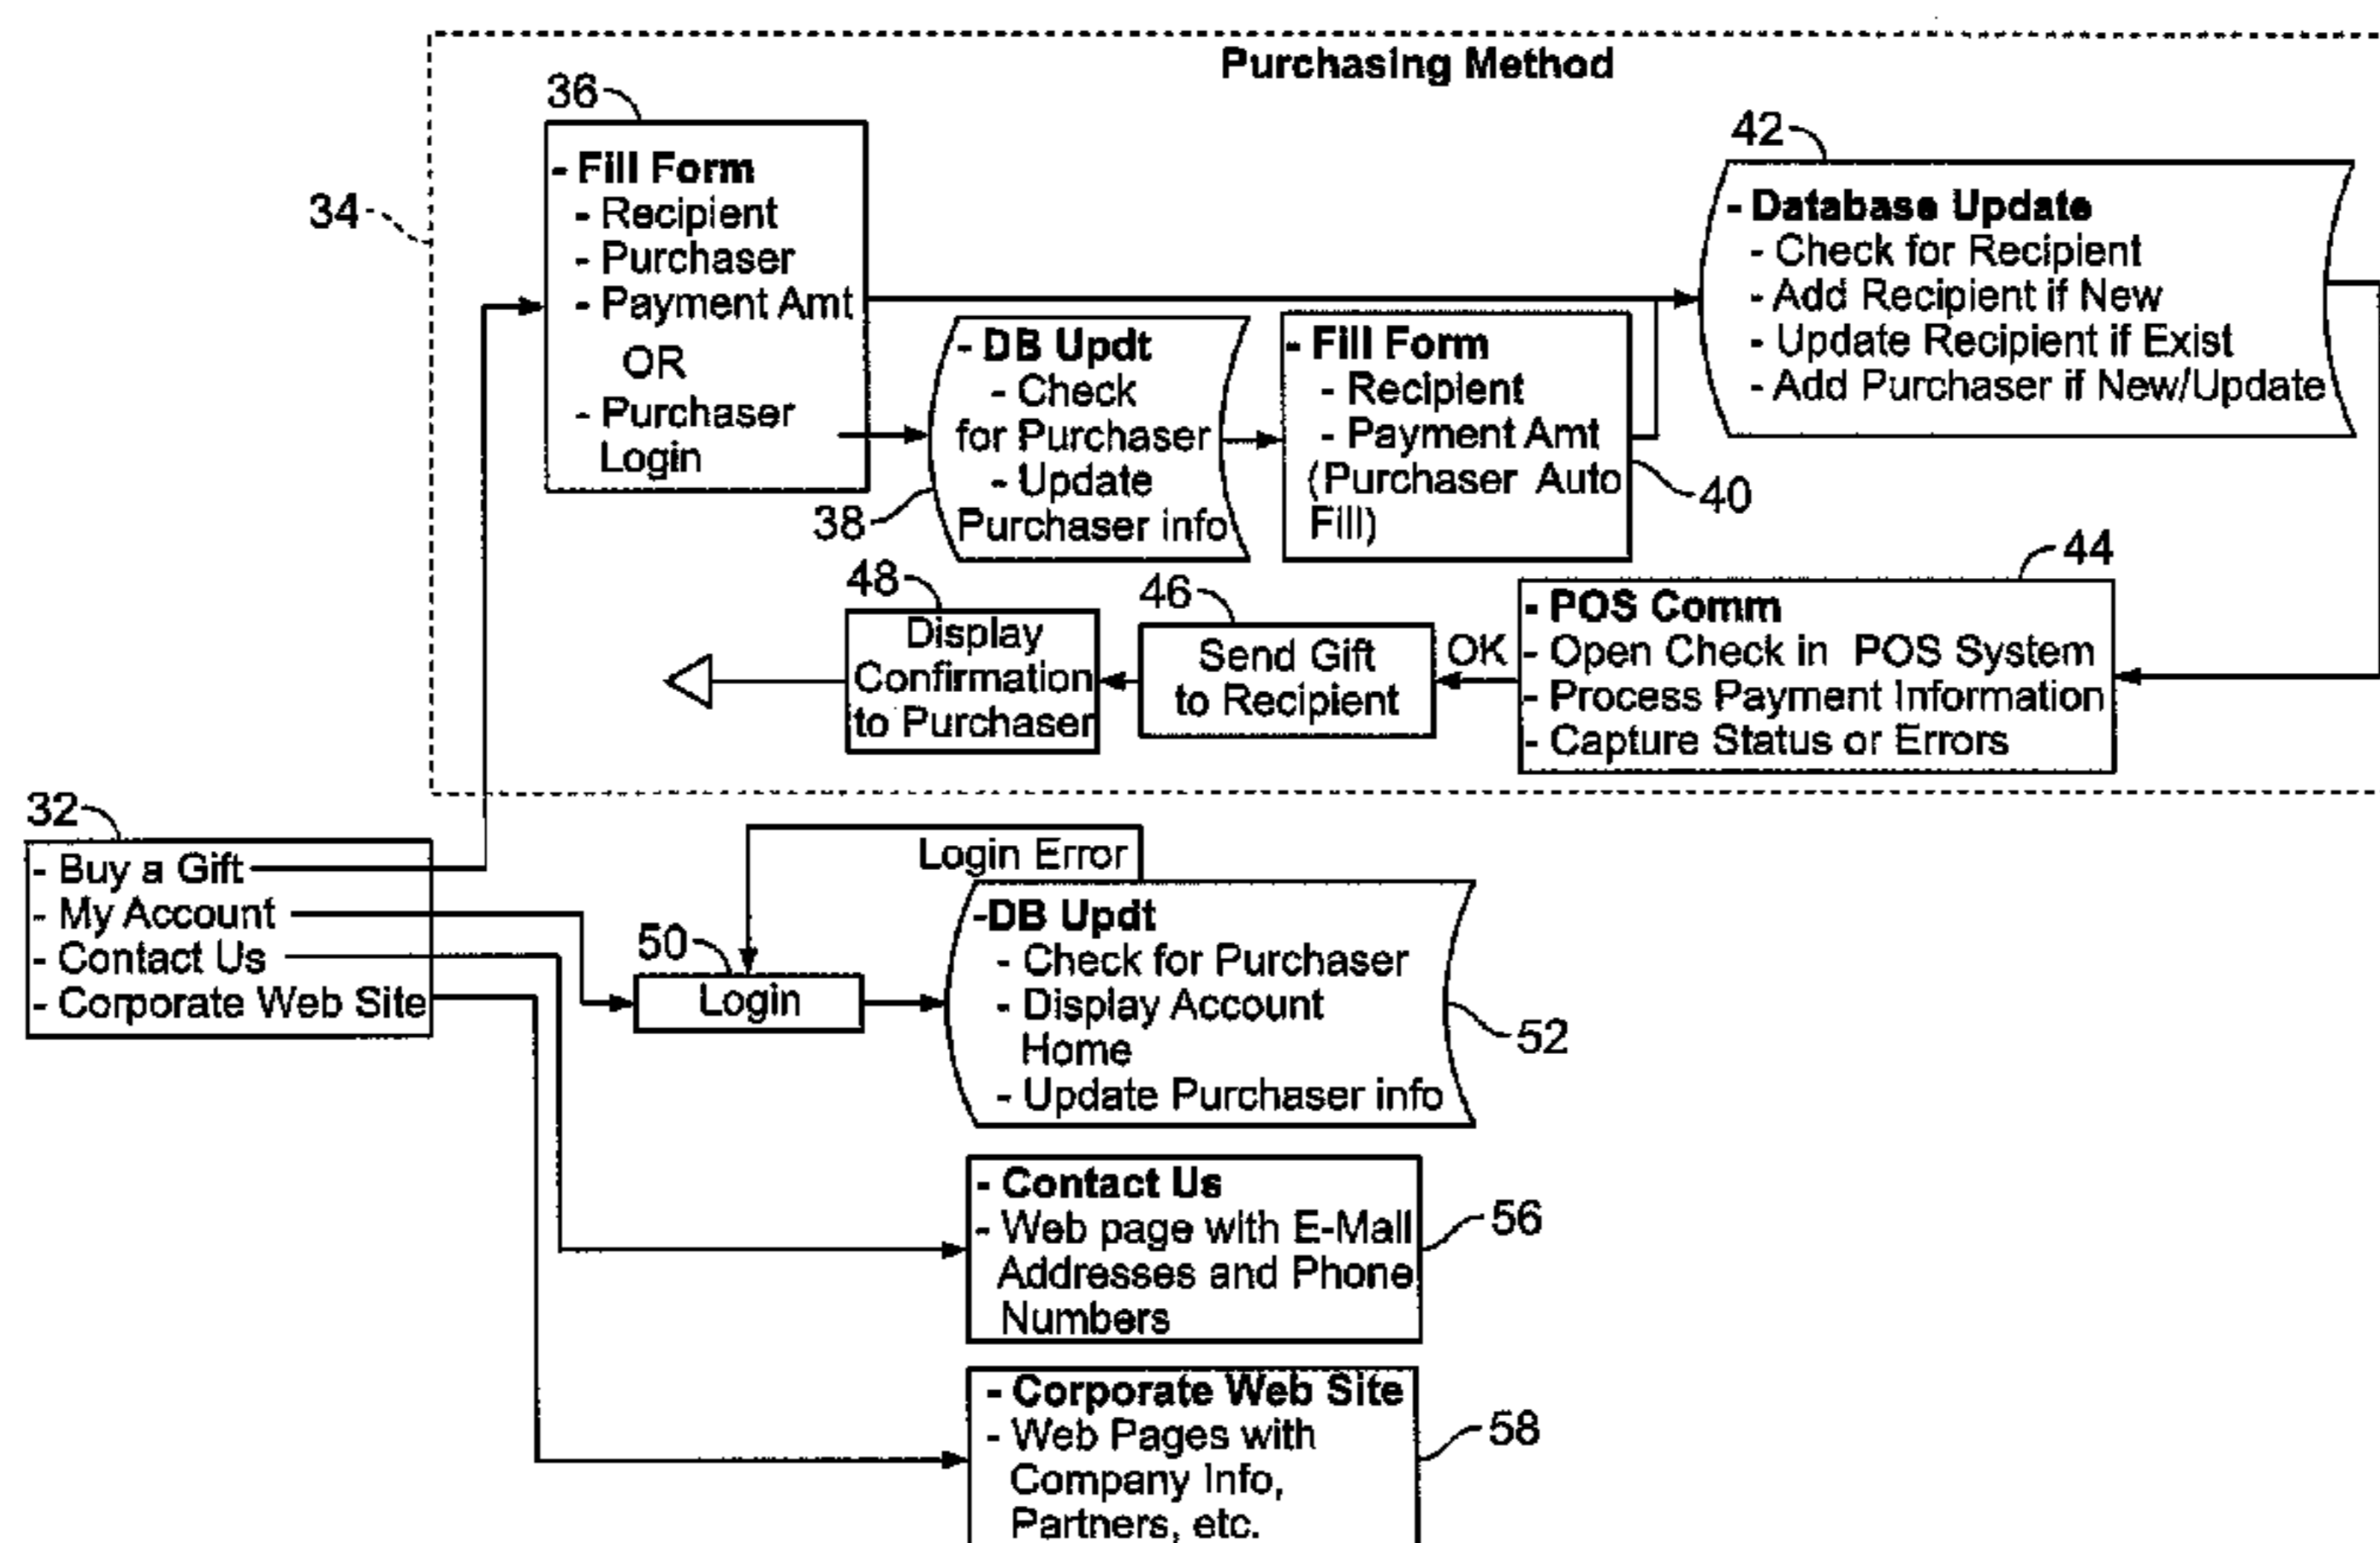 Purchasing Method
36
- Fill Form
- Recipient
- Purchaser
- Payment Amt
OR
- Purchaser
Login
34
42
- Database Update
- Check for Recipient
- Add Recipient if New
- Update Recipient if Exist
- Add Purchaser if New/Update
- DB Updt
- Check
for Purchaser
- Update
Purchaser info
38
- Fill Form
- Recipient
- Payment Amt
(Purchaser Auto
Fill)
40
44
- POS Comm
- Open Check in POS System
- Process Payment Information
- Capture Status or Errors
OK
46
Send Gift
to Recipient
48
Display
Confirmation
to Purchaser
32
- Buy a Gift
- My Account
- Contact Us
- Corporate Web Site
Login Error
50
Login
-DB Updt
- Check for Purchaser
- Display Account
Home
- Update Purchaser info
52
- Contact Us
- Web page with E-Mail
Addresses and Phone
Numbers
56
- Corporate Web Site
- Web Pages with
Company Info,
Partners, etc.
58